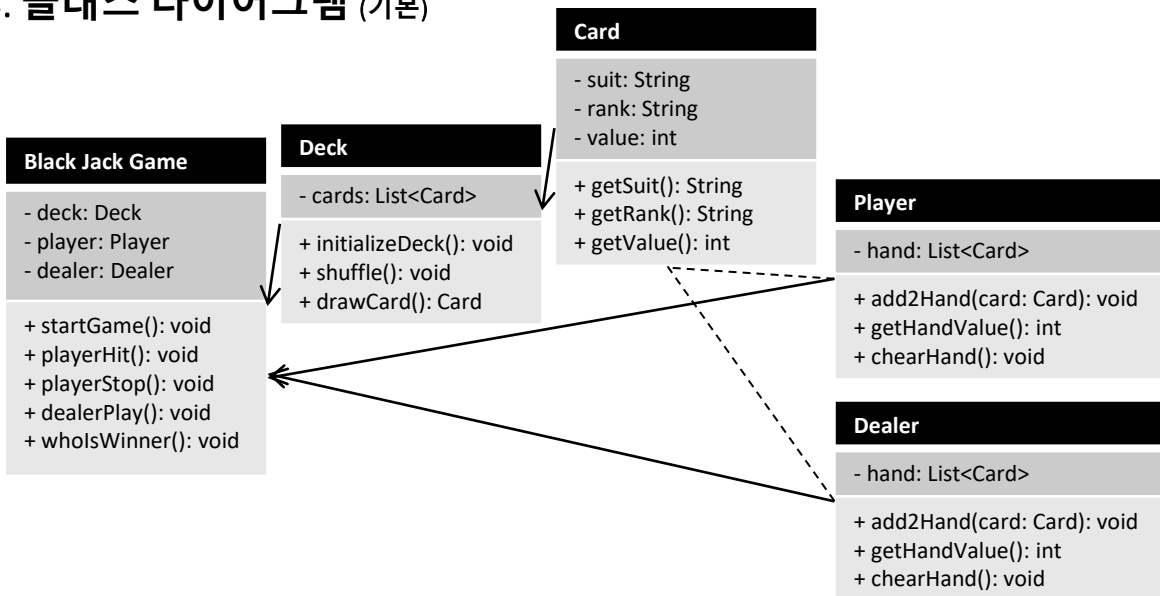 클래스 다이어그램 (기본)
Card
- suit: String
- rank: String
- value: int
+ getSuit(): String
+ getRank(): String
+ getValue(): int
Deck
- cards: List<Card>
+ initializeDeck(): void
+ shuffle(): void
+ drawCard(): Card
Black Jack Game
- deck: Deck
- player: Player
- dealer: Dealer
+ startGame(): void
+ playerHit(): void
+ playerStop(): void
+ dealerPlay(): void
+ whoIsWinner(): void
Player
- hand: List<Card>
+ add2Hand(card: Card): void
+ getHandValue(): int
+ chearHand(): void
Dealer
- hand: List<Card>
+ add2Hand(card: Card): void
+ getHandValue(): int
+ chearHand(): void